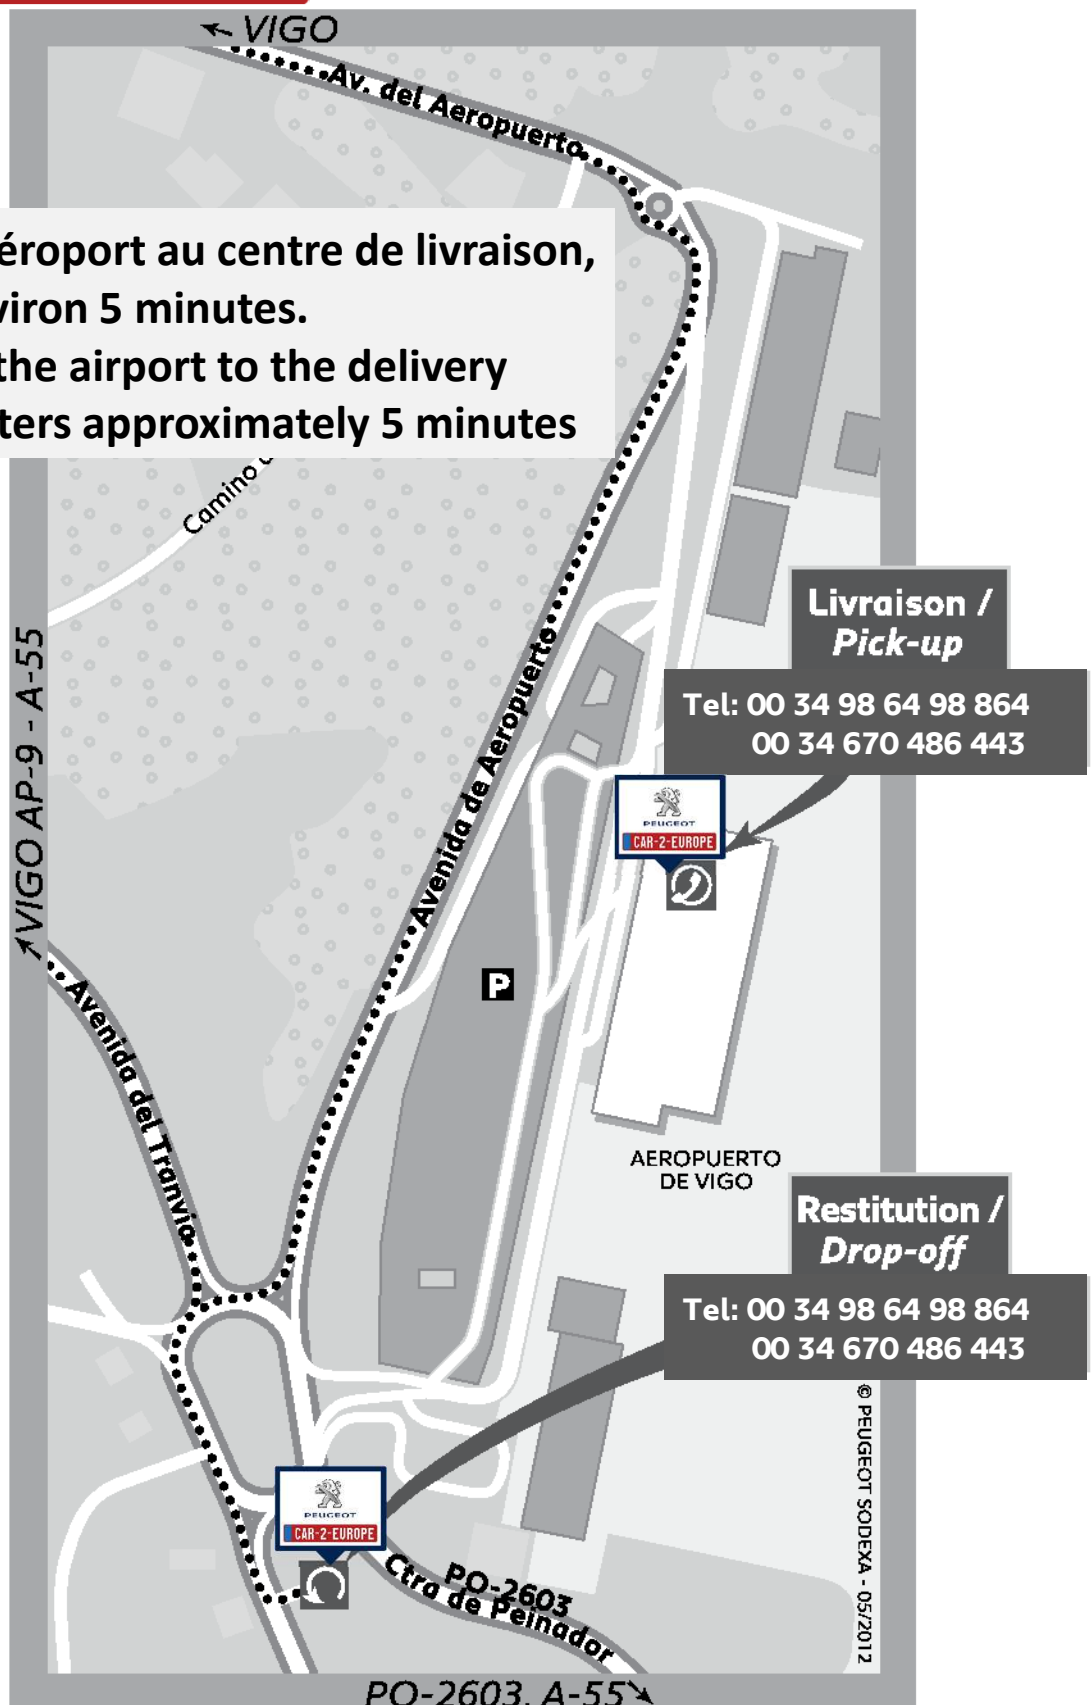 ← VIGO
Av. del Aeropuerto
éroport au centre de livraison,
viron 5 minutes.
the airport to the delivery
ters approximately 5 minutes
Camino
VIGO AP-9 - A-55
Livraison /
Pick-up
Tel: 00 34 98 64 98 864
00 34 670 486 443
Avenida de Aeropuerto
PEUGEOT
CAR-2-EUROPE
P
Avenida del Tranvia
AEROPUERTO
DE VIGO
Restitution /
Drop-off
Tel: 00 34 98 64 98 864
00 34 670 486 443
© PEUGEOT SODEXA - 05/2012
PEUGEOT
CAR-2-EUROPE
PO-2603
Ctra de Peinador
PO-2603, A-55